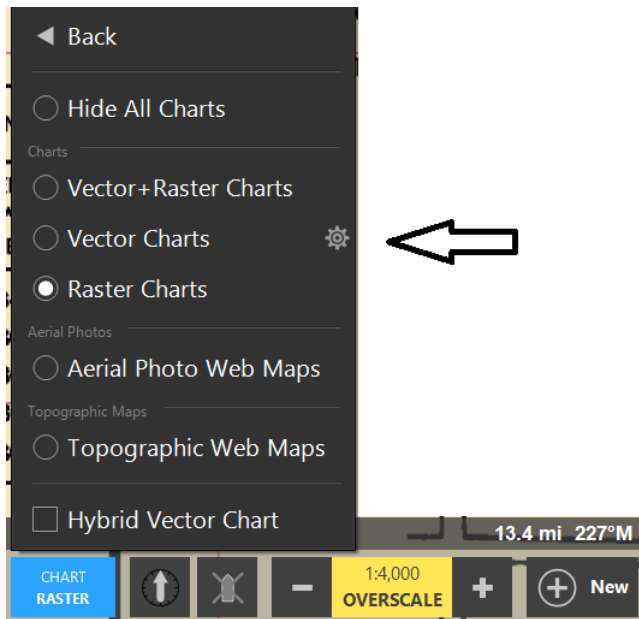 Back
Hide All Charts
Charts
Vector+Raster Charts
Vector Charts
Raster Charts
Aerial Photos
Aerial Photo Web Maps
Topographic Maps
Topographic Web Maps
Hybrid Vector Chart
13.4 mi 227°M
CHART
RASTER
1:4,000
OVERSCALE
New